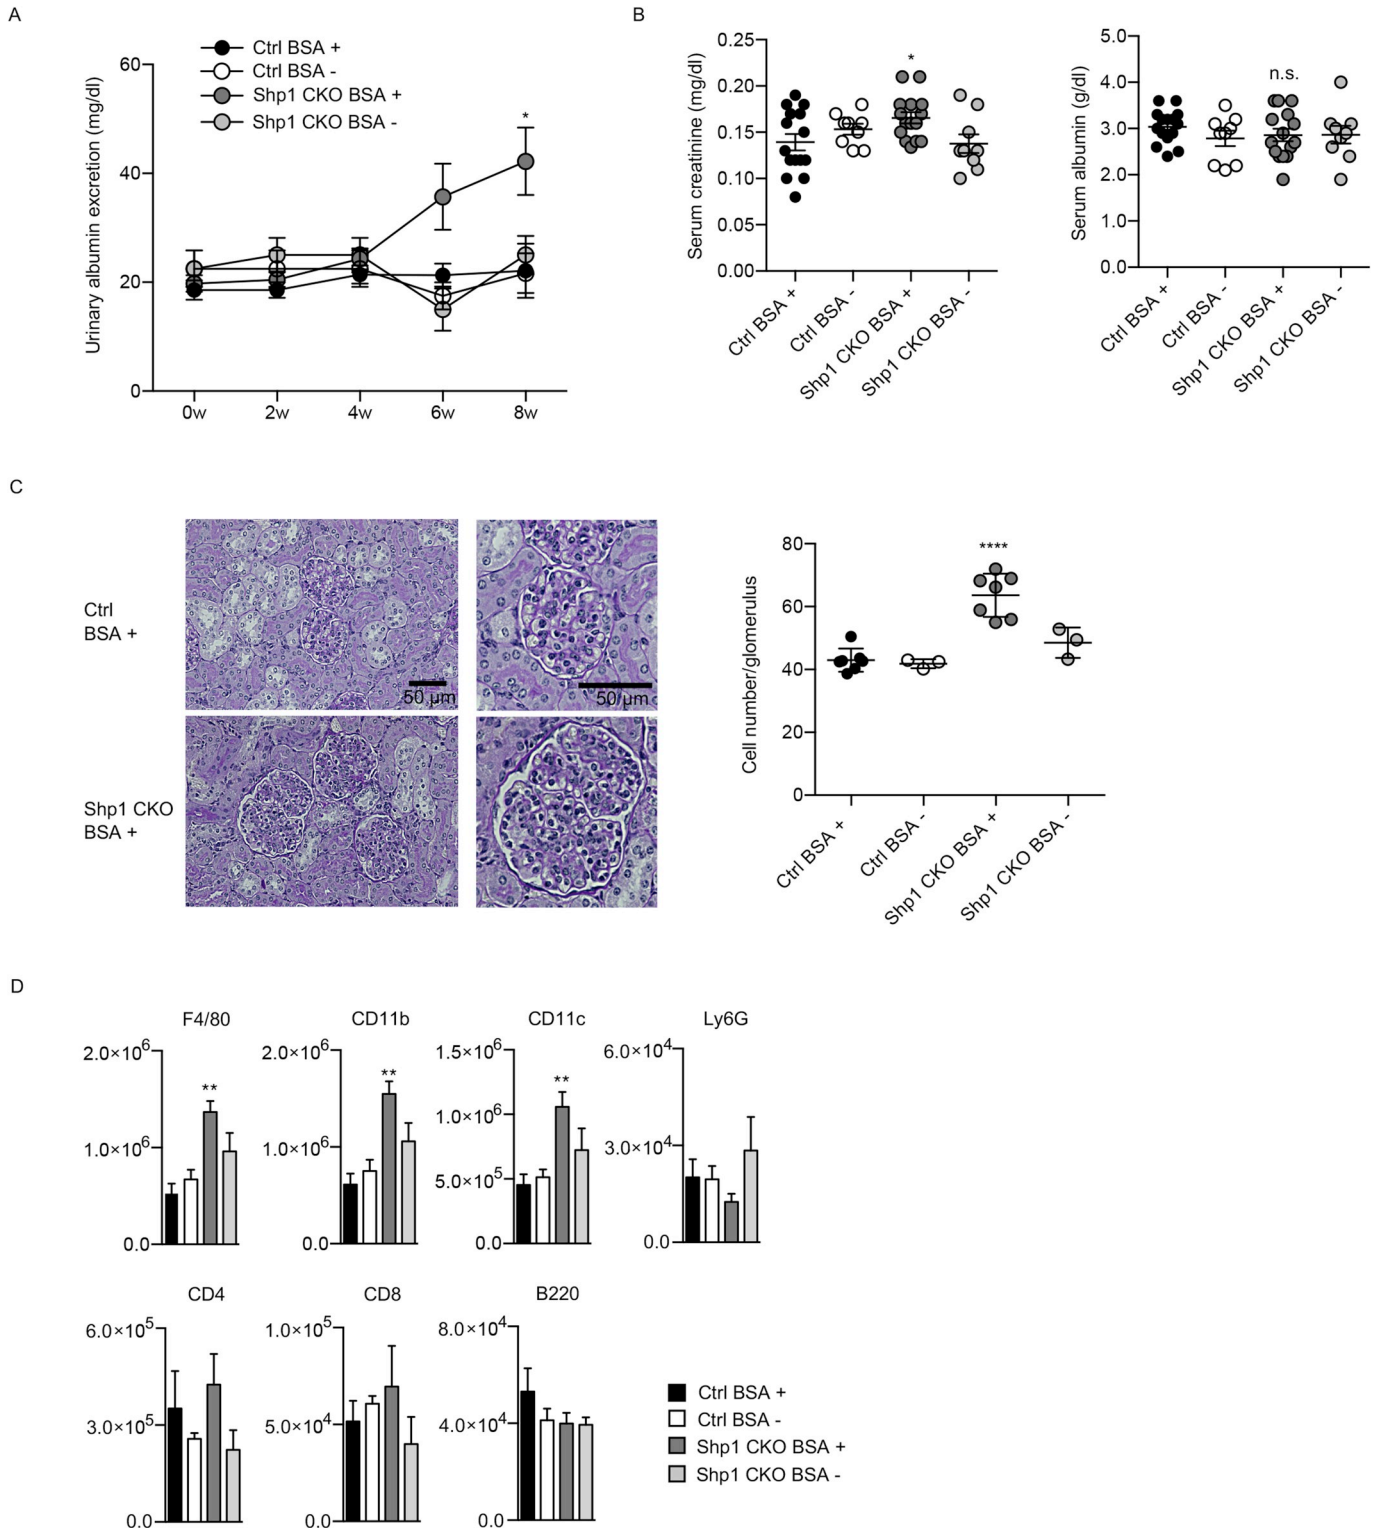 A
Ctrl BSA +
Ctrl BSA -
Shp1 CKO BSA +
Shp1 CKO BSA -
Urinary albumin excretion (mg/dl)
60
40
20
0
*
0w
2w
4w
6w
8w
B
Serum creatinine (mg/dl)
0.25
0.20
0.15
0.10
0.05
0.00
*
Ctrl BSA +
Ctrl BSA -
Shp1 CKO BSA +
Shp1 CKO BSA -
Serum albumin (g/dl)
5.0
4.0
3.0
2.0
1.0
0.0
n.s.
Ctrl BSA +
Ctrl BSA -
Shp1 CKO BSA +
Shp1 CKO BSA -
C
Ctrl
BSA +
50 µm
50 µm
Shp1 CKO
BSA +
Cell number/glomerulus
80
60
40
20
0
****
Ctrl BSA +
Ctrl BSA -
Shp1 CKO BSA +
Shp1 CKO BSA -
D
F4/80
2.0×10⁶
1.0×10⁶
0.0
**
CD11b
2.0×10⁶
1.0×10⁶
0.0
**
CD11c
1.5×10⁶
1.0×10⁶
5.0×10⁵
0.0
**
Ly6G
6.0×10⁴
3.0×10⁴
0.0
CD4
6.0×10⁵
3.0×10⁵
0.0
CD8
1.0×10⁵
5.0×10⁴
0.0
B220
8.0×10⁴
4.0×10⁴
0.0
Ctrl BSA +
Ctrl BSA -
Shp1 CKO BSA +
Shp1 CKO BSA -